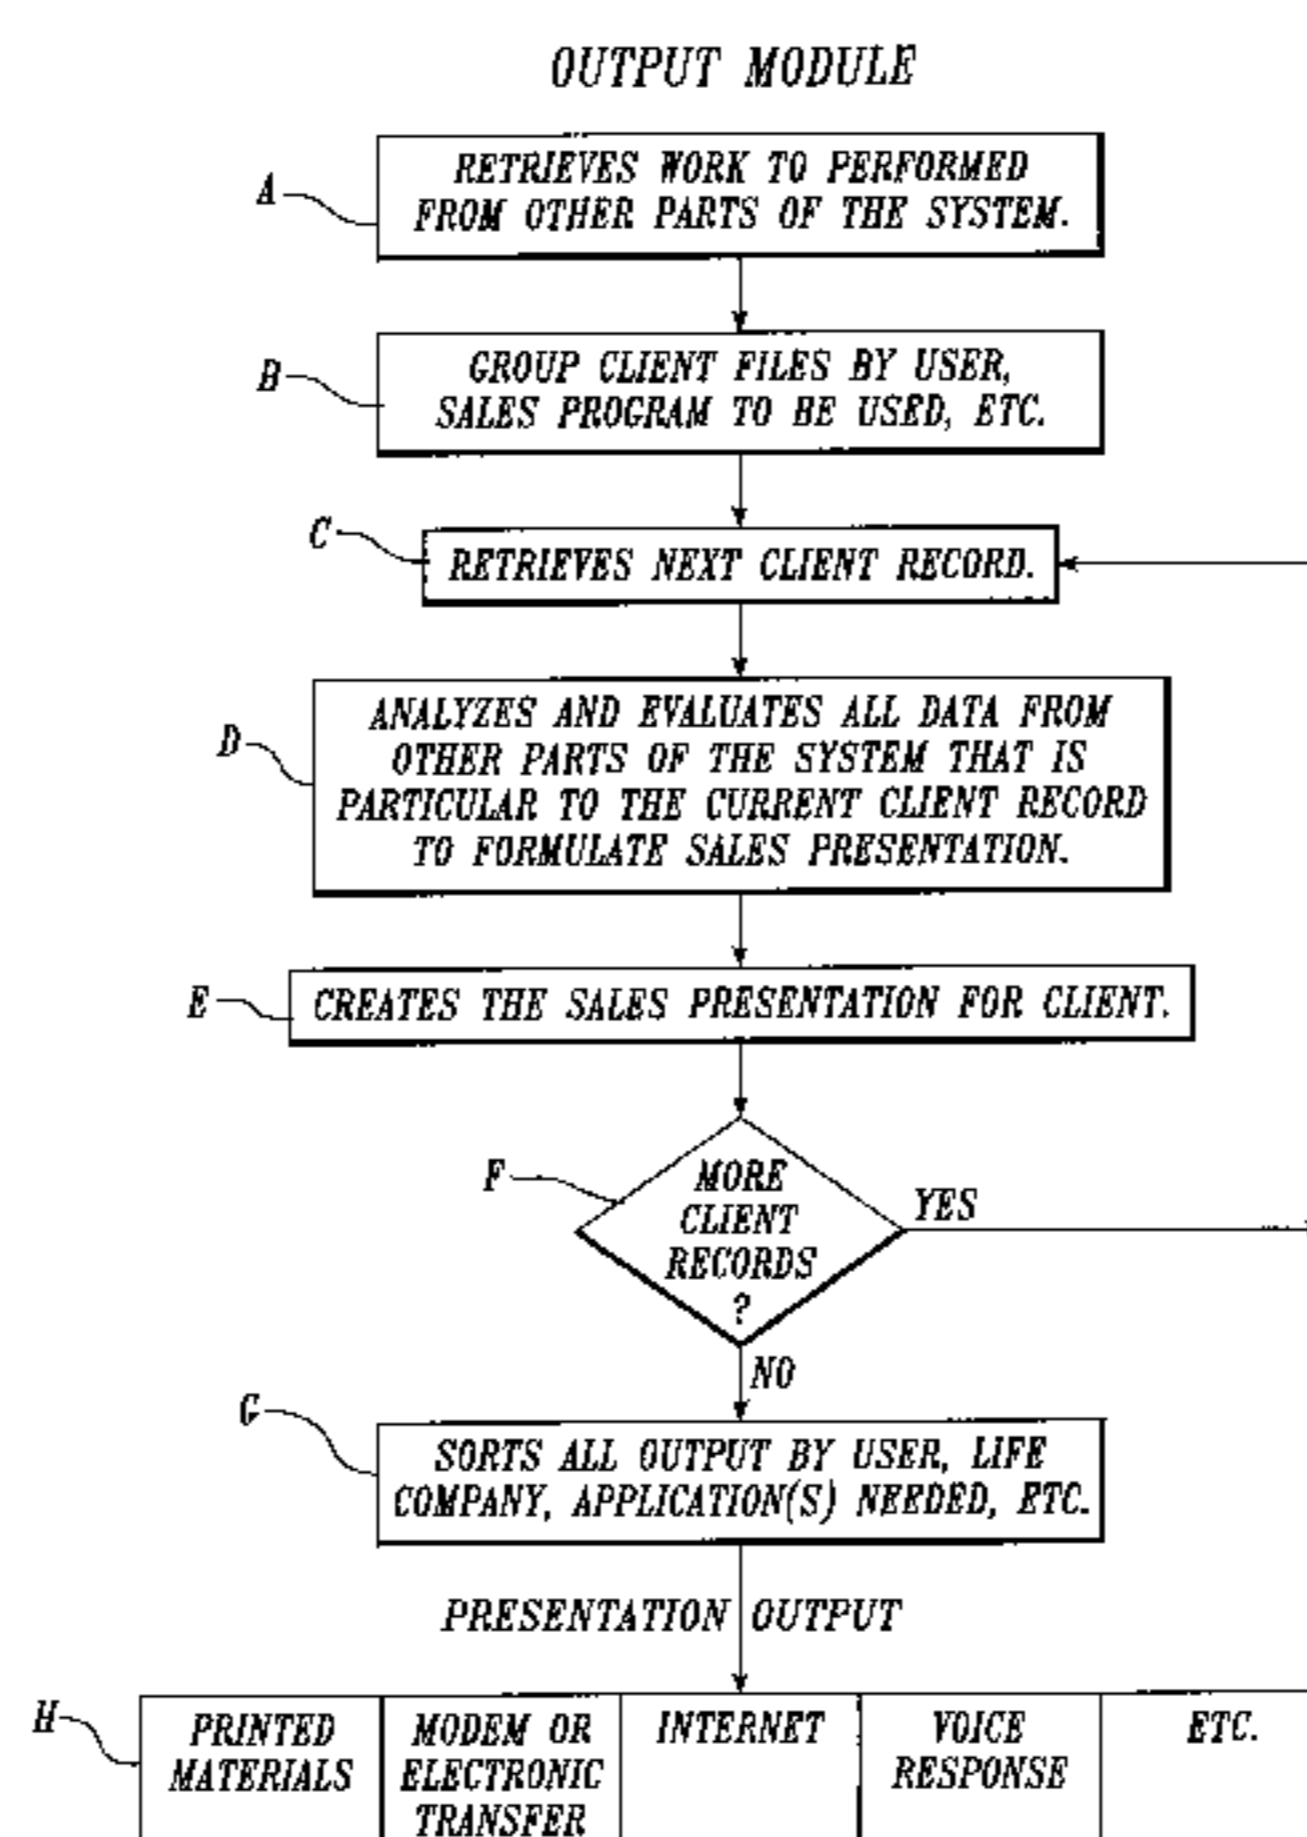 OUTPUT MODULE
A
RETRIEVES WORK TO PERFORMED
FROM OTHER PARTS OF THE SYSTEM.
B
GROUP CLIENT FILES BY USER,
SALES PROGRAM TO BE USED, ETC.
C
RETRIEVES NEXT CLIENT RECORD.
D
ANALYZES AND EVALUATES ALL DATA FROM
OTHER PARTS OF THE SYSTEM THAT IS
PARTICULAR TO THE CURRENT CLIENT RECORD
TO FORMULATE SALES PRESENTATION.
E
CREATES THE SALES PRESENTATION FOR CLIENT.
F
MORE
CLIENT
RECORDS
?
YES
NO
G
SORTS ALL OUTPUT BY USER, LIFE
COMPANY, APPLICATION(S) NEEDED, ETC.
PRESENTATION OUTPUT
H
PRINTED
MATERIALS
MODEM OR
ELECTRONIC
TRANSFER
INTERNET
VOICE
RESPONSE
ETC.